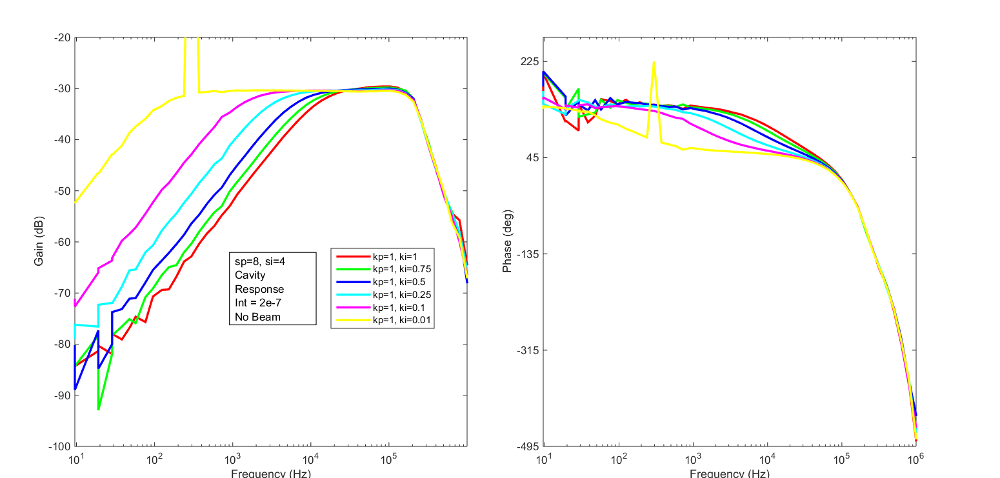 -20
-30
-40
-50
-60
-70
-80
-90
-100
Gain (dB)
10^1
10^2
10^3
10^4
10^5
Frequency (Hz)
sp=8, si=4
Cavity
Response
Int = 2e-7
No Beam
kp=1, ki=1
kp=1, ki=0.75
kp=1, ki=0.5
kp=1, ki=0.25
kp=1, ki=0.1
kp=1, ki=0.01
225
45
-135
-315
-495
Phase (deg)
10^1
10^2
10^3
10^4
10^5
10^6
Frequency (Hz)